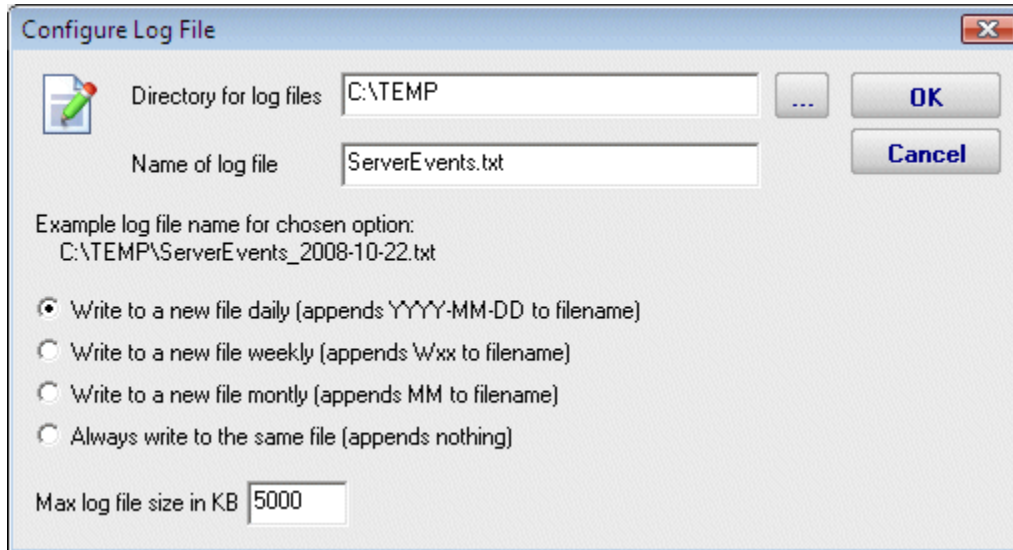 Configure Log File
Directory for log files C:\TEMP ... OK
Name of log file ServerEvents.txt Cancel
Example log file name for chosen option:
C:\TEMP\ServerEvents_2008-10-22.txt
Write to a new file daily (appends YYYY-MM-DD to filename)
Write to a new file weekly (appends Wxx to filename)
Write to a new file montly (appends MM to filename)
Always write to the same file (appends nothing)
Max log file size in KB 5000